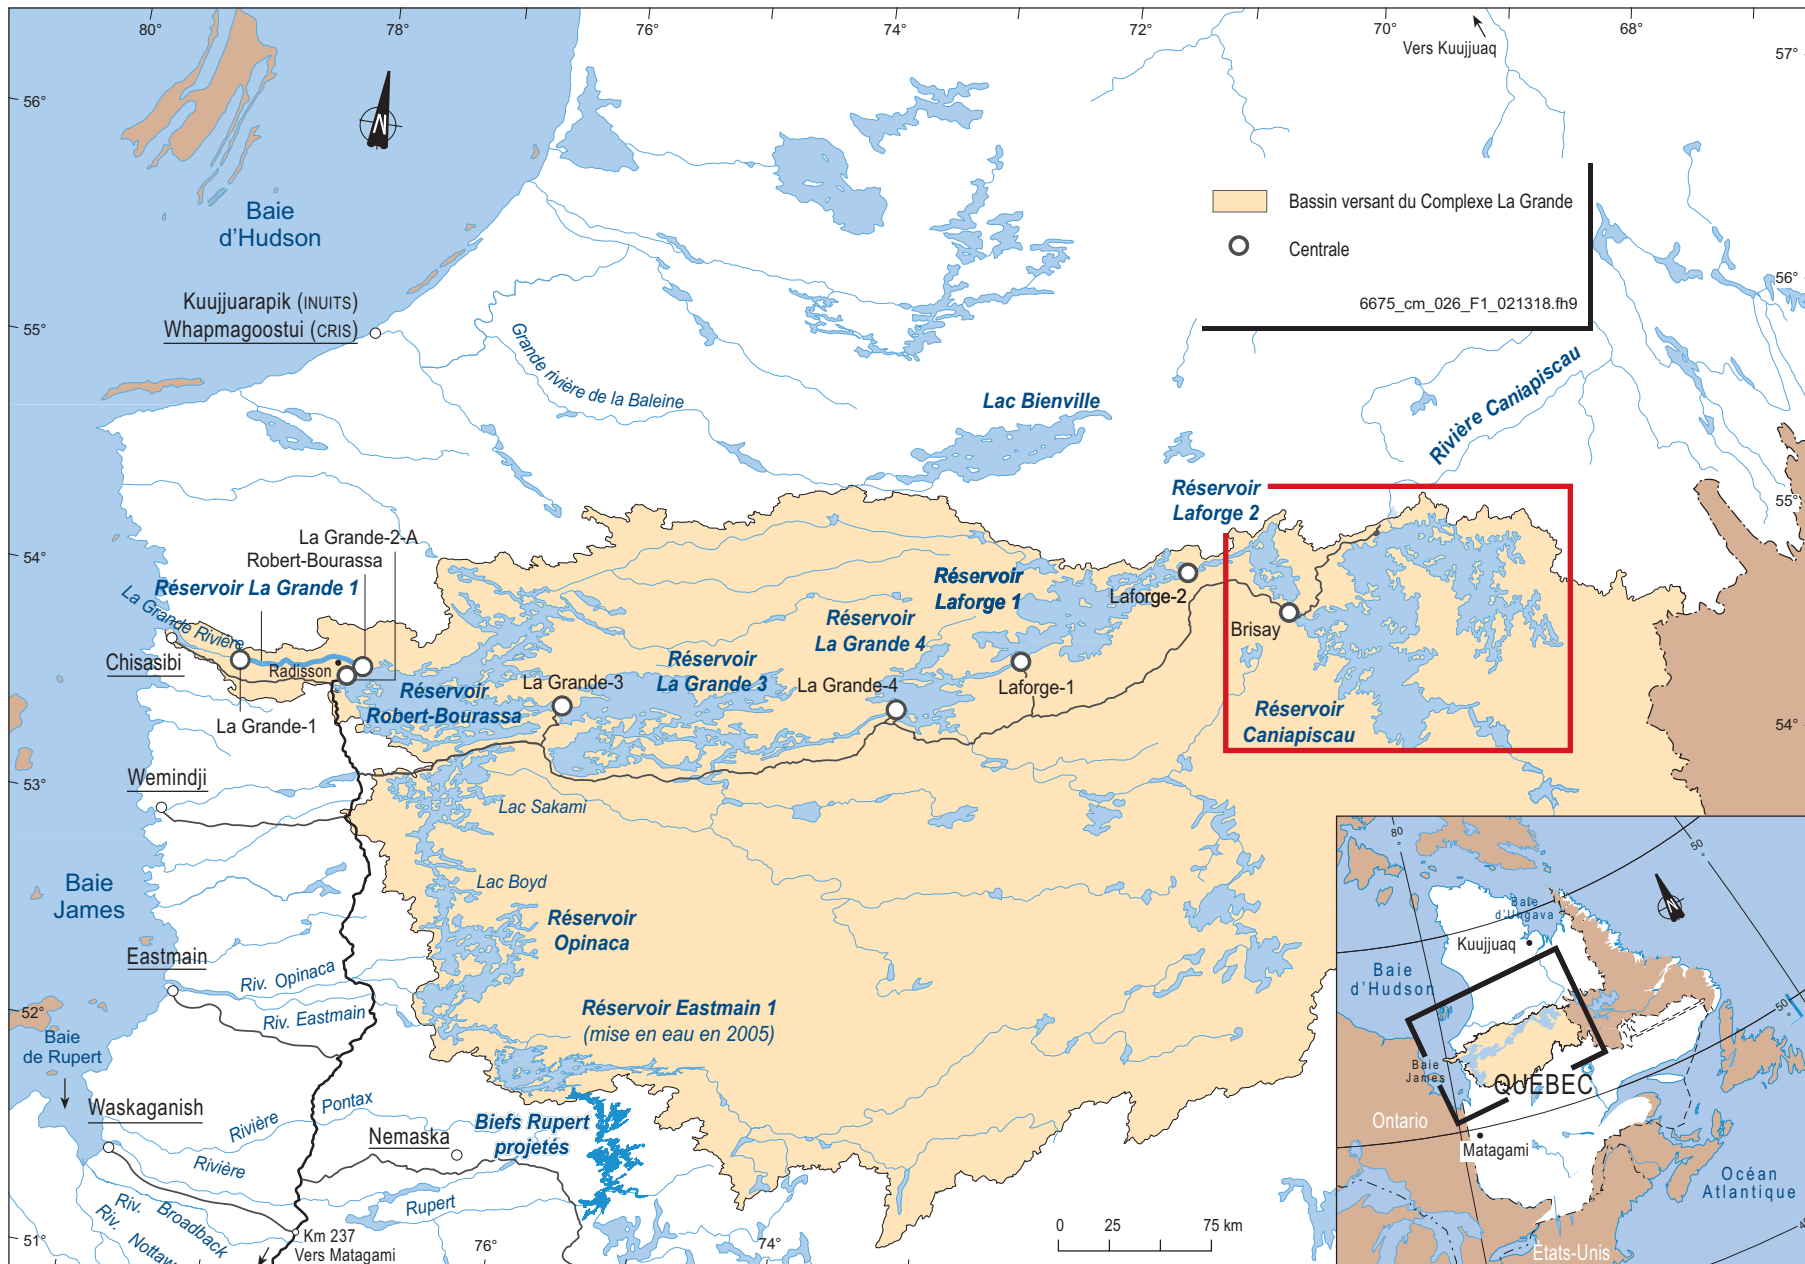 80°
78°
76°
74°
72°
70°
68°
Vers Kuujjuaq
57°
56°
Baie
d'Hudson
Bassin versant du Complexe La Grande
Centrale
6675_cm_026_F1_021318.fh9
56°
Kuujjuarapik (INUITS)
Whapmagoostui (CRIS)
55°
Grande rivière de la Baleine
Lac Bienville
Rivière Caniapiscau
Réservoir
Laforge 2
55°
54°
La Grande-2-A
Robert-Bourassa
Réservoir La Grande 1
La Grande Rivière
Chisasibi
Radisson
La Grande-1
Réservoir
Robert-Bourassa
La Grande-3
Réservoir
La Grande 3
Réservoir
La Grande 4
La Grande-4
Réservoir
Laforge 1
Laforge-1
Laforge-2
Brisay
Réservoir
Caniapiscau
54°
53°
Wemindji
Lac Sakami
Baie
James
Lac Boyd
Réservoir
Opinaca
Eastmain
Riv. Opinaca
Riv. Eastmain
Réservoir Eastmain 1
(mise en eau en 2005)
52°
Baie
de Rupert
Waskaganish
Rivière
Pontax
Nemaska
Biefs Rupert
projetés
Rivière
Rupert
Riv.
Broadback
Riv.
Nottaw
Km 237
Vers Matagami
51°
76°
74°
0
25
75 km
80
°
50
°
Baie
d'Ungava
Kuujjuaq
Baie
d'Hudson
50
°
Baie
James
QUÉBEC
Ontario
Matagami
Océan
Atlantique
États-Unis